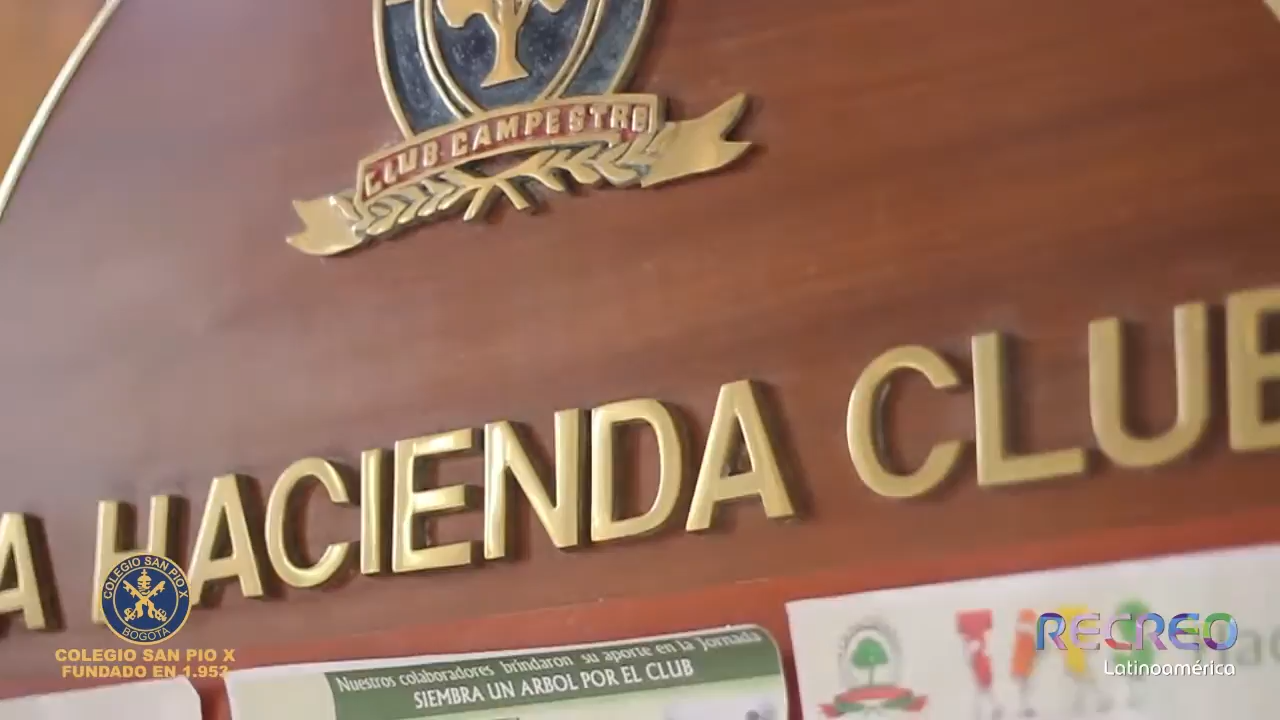 CLUB CAMPESTRE
A HACIENDA CLUB
COLEGIO SAN PIO X
BOGOTA
COLEGIO SAN PIO X
FUNDADO EN 1.953
Nuestros colaboradores brindaron su aporte en la Jornada
SIEMBRA UN ARBOL POR EL CLUB
RECREO
Latinoamérica